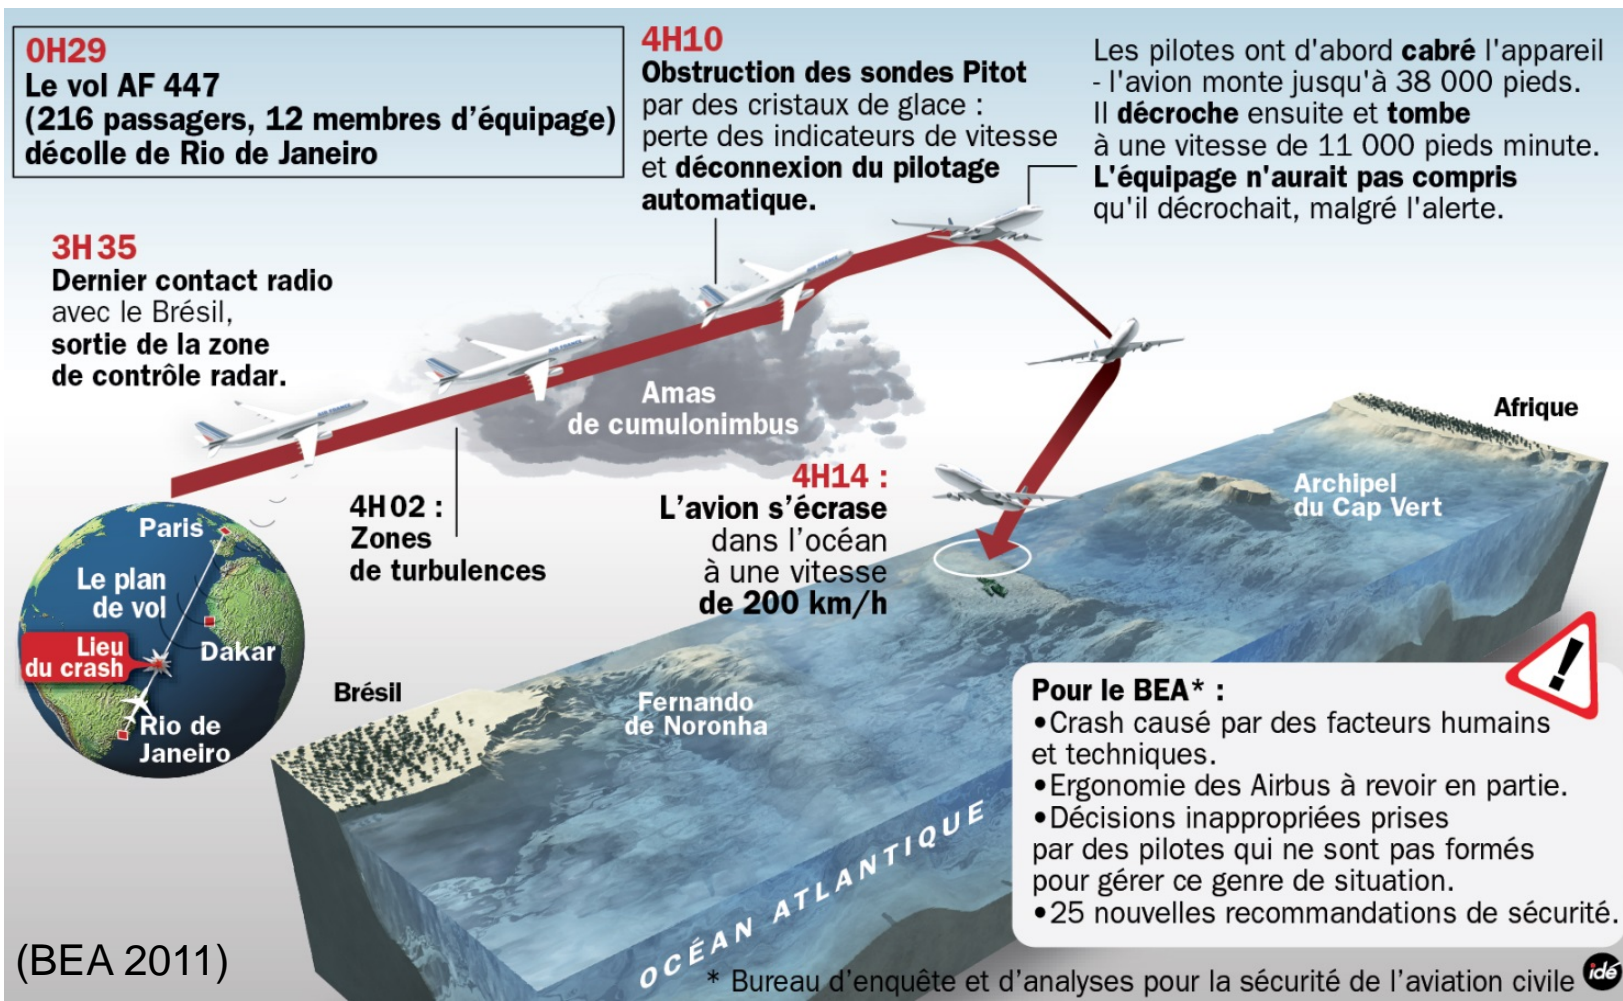 0H29
Le vol AF 447
(216 passagers, 12 membres d'équipage)
décolle de Rio de Janeiro
3H35
Dernier contact radio
avec le Brésil,
sortie de la zone
de contrôle radar.
4H10
Obstruction des sondes Pitot
par des cristaux de glace :
perte des indicateurs de vitesse
et déconnexion du pilotage
automatique.
Les pilotes ont d'abord cabré l'appareil
- l'avion monte jusqu'à 38 000 pieds.
Il décroche ensuite et tombe
à une vitesse de 11 000 pieds minute.
L'équipage n'aurait pas compris
qu'il décrochait, malgré l'alerte.
AIR FRANCE
AIR FRANCE
Amas
de cumulonimbus
4H02 :
Zones
de turbulences
4H14 :
L'avion s'écrase
dans l'océan
à une vitesse
de 200 km/h
Afrique
Archipel
du Cap Vert
Paris
Le plan
de vol
Lieu
du crash
Dakar
Rio de
Janeiro
Brésil
Fernando
de Noronha
OCÉAN ATLANTIQUE
Pour le BEA* :
•Crash causé par des facteurs humains
et techniques.
•Ergonomie des Airbus à revoir en partie.
•Décisions inappropriées prises
par des pilotes qui ne sont pas formés
pour gérer ce genre de situation.
•25 nouvelles recommandations de sécurité.
(BEA 2011)
* Bureau d'enquête et d'analyses pour la sécurité de l'aviation civile
idé